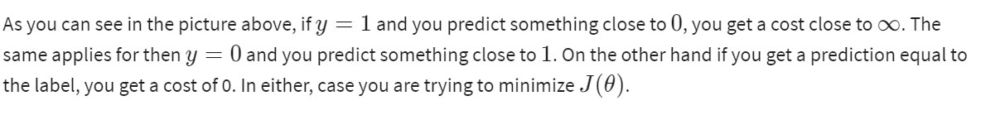 As you can see in the picture above, if y = 1 and you predict something close to 0, you get a cost close to ∞. The
same applies for then y = 0 and you predict something close to 1. On the other hand if you get a prediction equal to
the label, you get a cost of 0. In either, case you are trying to minimize J(θ).